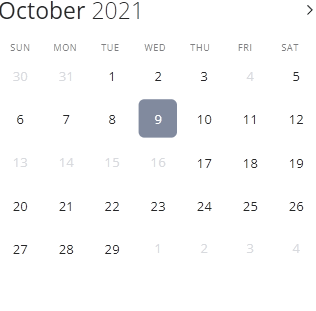 October 2021
SUN MON TUE WED THU FRI SAT
30 31 1 2 3 4 5
6 7 8 9 10 11 12
13 14 15 16 17 18 19
20 21 22 23 24 25 26
27 28 29 1 2 3 4